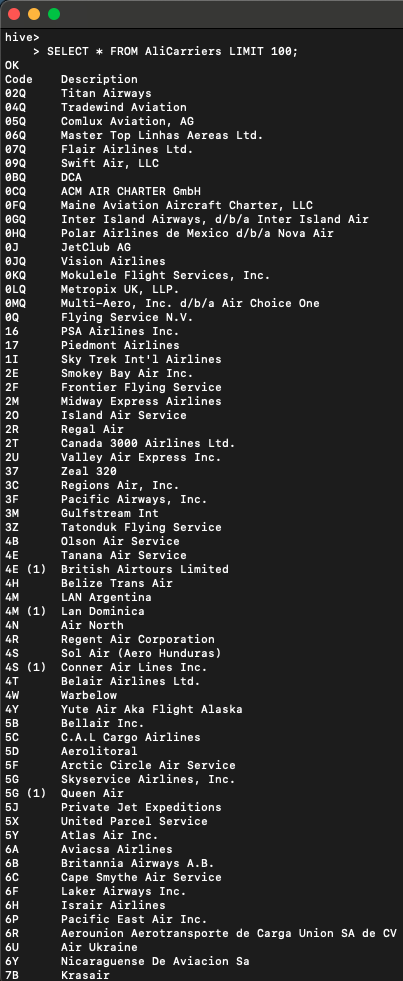 hive>
> SELECT * FROM AliCarriers LIMIT 100;
OK
Code Description
02Q Titan Airways
04Q Tradewind Aviation
05Q Comlux Aviation, AG
06Q Master Top Linhas Aereas Ltd.
07Q Flair Airlines Ltd.
09Q Swift Air, LLC
0BQ DCA
0CQ ACM AIR CHARTER GmbH
0FQ Maine Aviation Aircraft Charter, LLC
0GQ Inter Island Airways, d/b/a Inter Island Air
0HQ Polar Airlines de Mexico d/b/a Nova Air
0J JetClub AG
0JQ Vision Airlines
0KQ Mokulele Flight Services, Inc.
0LQ Metropix UK, LLP.
0MQ Multi-Aero, Inc. d/b/a Air Choice One
0Q Flying Service N.V.
16 PSA Airlines Inc.
17 Piedmont Airlines
1I Sky Trek Int'l Airlines
2E Smokey Bay Air Inc.
2F Frontier Flying Service
2M Midway Express Airlines
2O Island Air Service
2R Regal Air
2T Canada 3000 Airlines Ltd.
2U Valley Air Express Inc.
37 Zeal 320
3C Regions Air, Inc.
3F Pacific Airways, Inc.
3M Gulfstream Int
3Z Tatonduk Flying Service
4B Olson Air Service
4E Tanana Air Service
4E (1) British Airtours Limited
4H Belize Trans Air
4M LAN Argentina
4M (1) Lan Dominica
4N Air North
4R Regent Air Corporation
4S Sol Air (Aero Hunduras)
4S (1) Conner Air Lines Inc.
4T Belair Airlines Ltd.
4W Warbelow
4Y Yute Air Aka Flight Alaska
5B Bellair Inc.
5C C.A.L Cargo Airlines
5D Aerolitoral
5F Arctic Circle Air Service
5G Skyservice Airlines, Inc.
5G (1) Queen Air
5J Private Jet Expeditions
5X United Parcel Service
5Y Atlas Air Inc.
6A Aviacsa Airlines
6B Britannia Airways A.B.
6C Cape Smythe Air Service
6F Laker Airways Inc.
6H Israir Airlines
6P Pacific East Air Inc.
6R Aerounion Aerotransporte de Carga Union SA de CV
6U Air Ukraine
6Y Nicaraguense De Aviacion Sa
7B Krasair